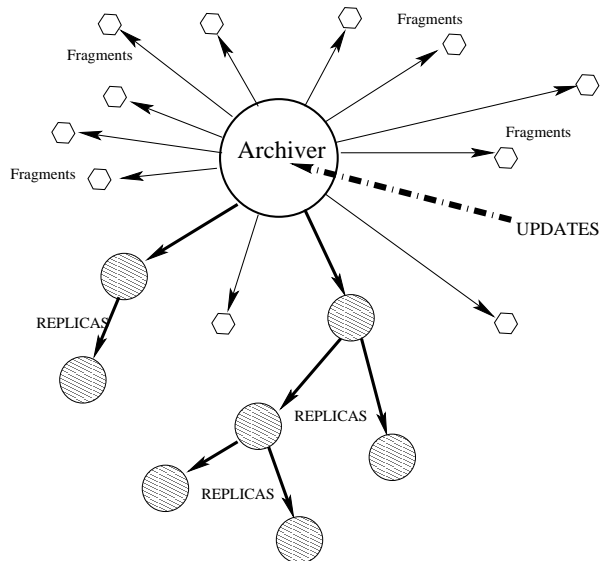 Fragments
Fragments
Fragments
Archiver
Fragments
UPDATES
REPLICAS
REPLICAS
REPLICAS